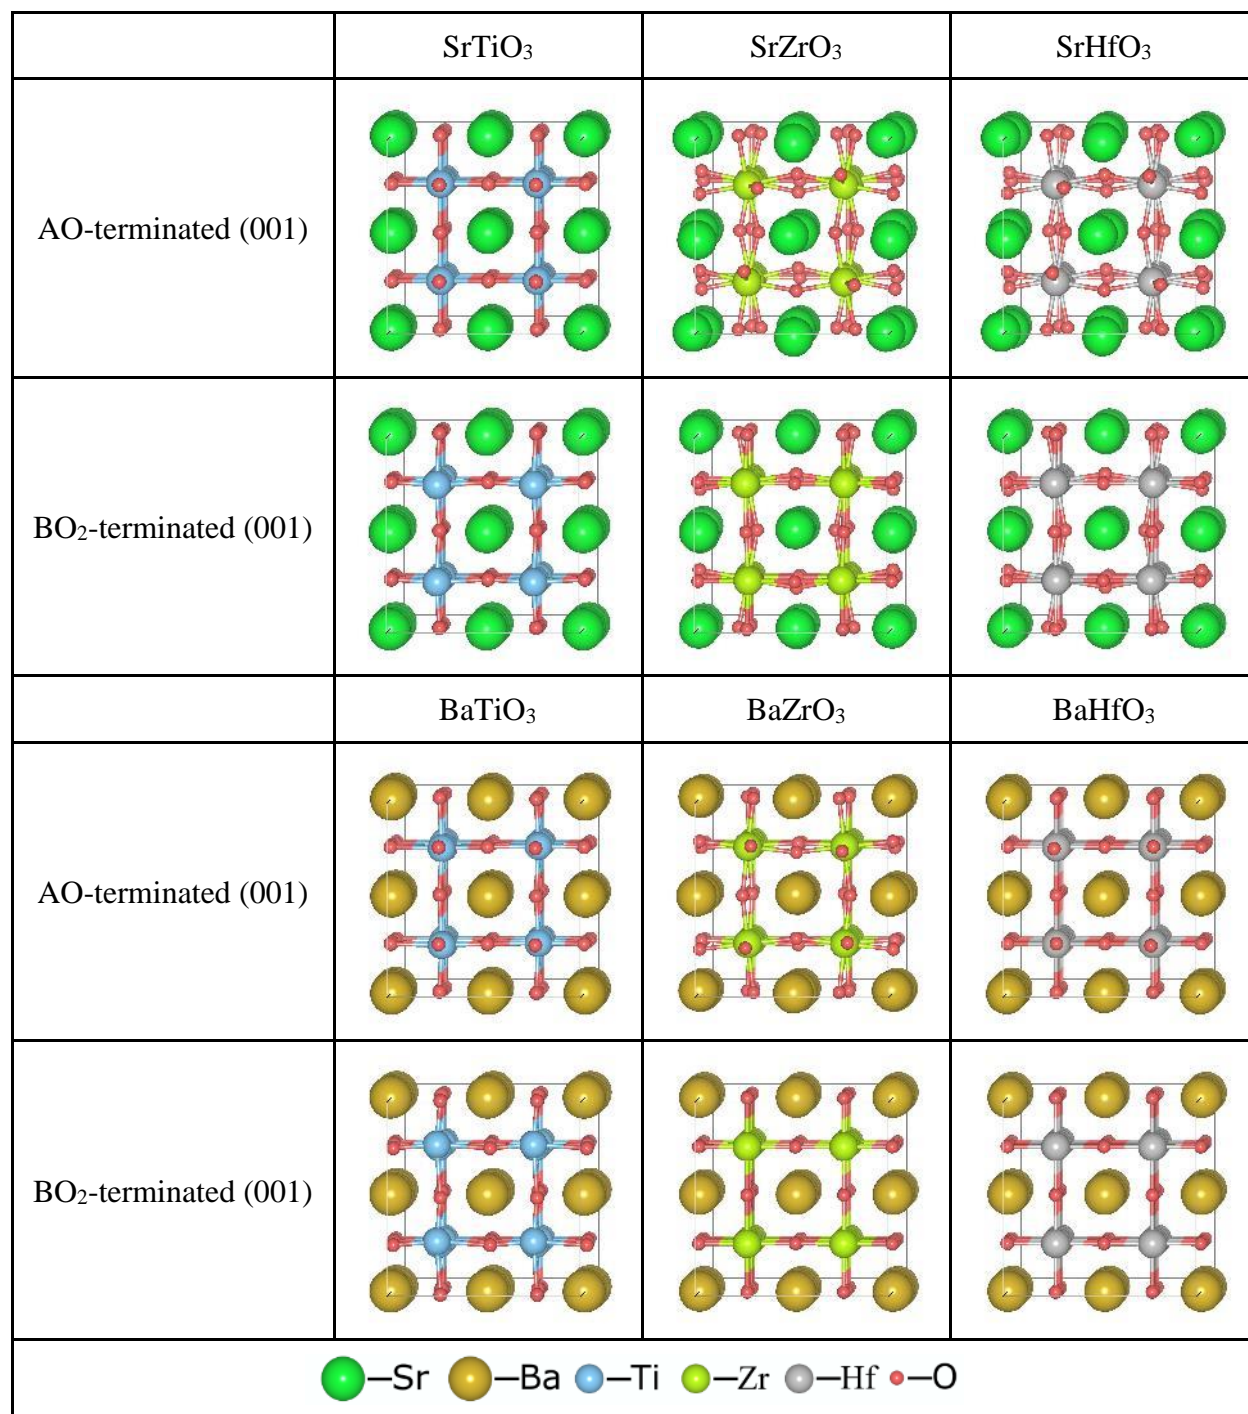 SrTiO₃ SrZrO₃ SrHfO₃
AO-terminated (001)
BO₂-terminated (001)
BaTiO₃ BaZrO₃ BaHfO₃
AO-terminated (001)
BO₂-terminated (001)
–Sr –Ba –Ti –Zr –Hf –O